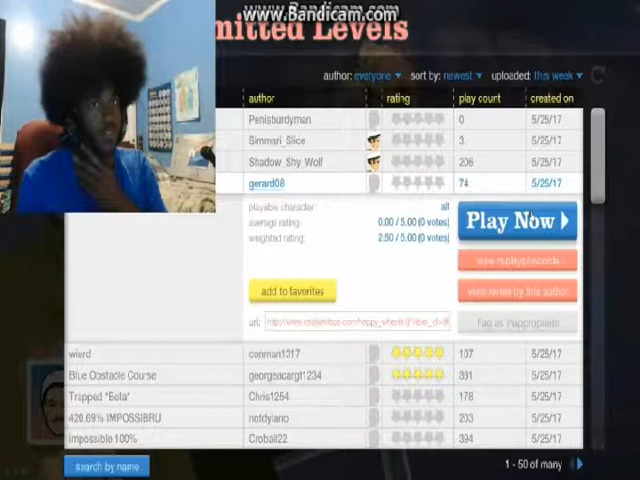 www.Bandicam.com
mitted Levels
author: everyone sort by: newest uploaded: this week
author rating play count created on
Penisburdyman 0 5/25/17
Simmari_Slice 3 5/25/17
Shadow_Shy_Wolf 206 5/25/17
gerard08 74 5/25/17
playable character: all
average rating: 0.00 / 5.00 (0 votes)
weighted rating: 2.50 / 5.00 (0 votes)
Play Now
view replays/records
add to favorites
view levels by this author
url:
flag as inappropriate
wierd conman1317 107 5/25/17
Blue Obstacle Course georgeacargt1234 391 5/25/17
Trapped *Beta* Chris1254 178 5/25/17
420.69% IMPOSSIBRU notdylano 203 5/25/17
impossible 100% Croball22 394 5/25/17
search by name
1 - 50 of many